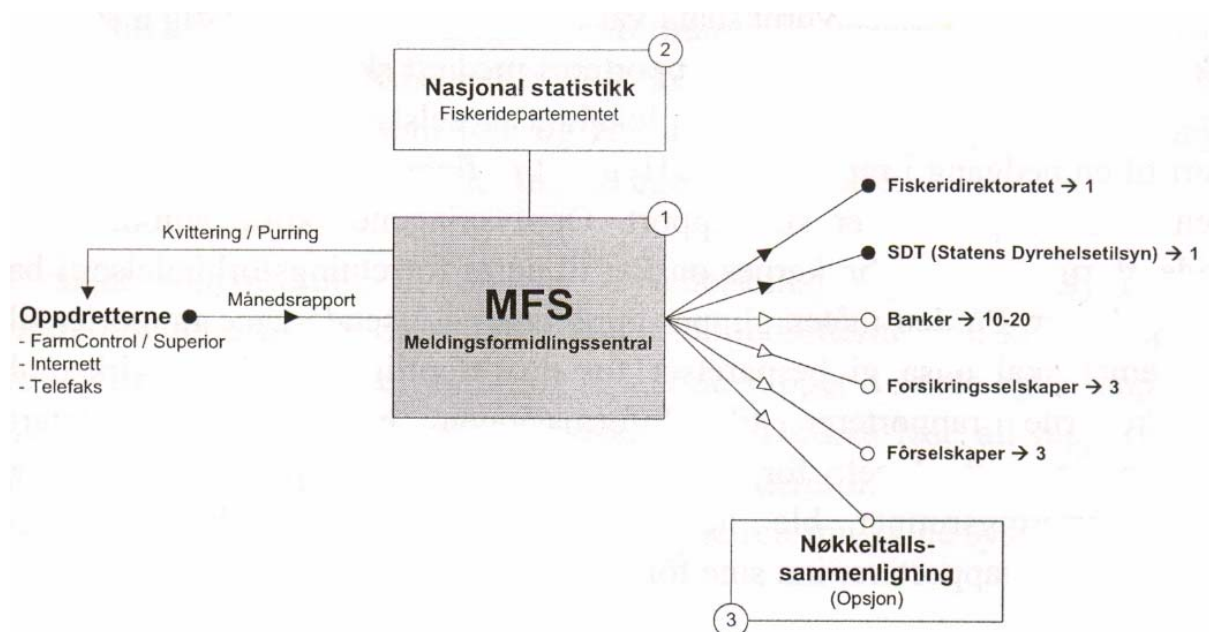 2
Nasjonal statistikk
Fiskeridepartementet
1
Kvittering / Purring
MFS
Meldingsformidlingssentral
Månedsrapport
Oppdretterne
- FarmControl / Superior
- Internett
- Telefaks
Fiskeridirektoratet → 1
SDT (Statens Dyrehelsetilsyn) → 1
Banker → 10-20
Forsikringsselskaper → 3
Fôrselskaper → 3
Nøkkeltalls-
sammenligning
(Opsjon)
3